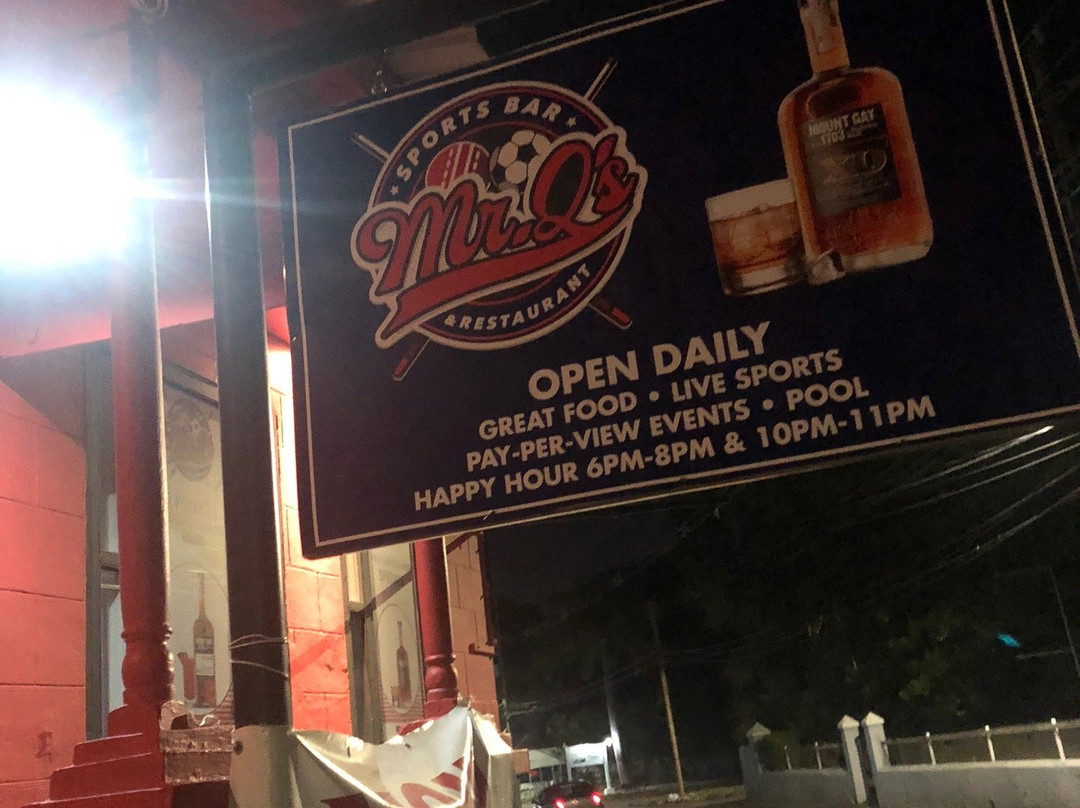 ★ SPORTS BAR ★
Mr. Q's
& RESTAURANT
MOUNT GAY
1703
XO
OPEN DAILY
GREAT FOOD • LIVE SPORTS
PAY-PER-VIEW EVENTS • POOL
HAPPY HOUR 6PM-8PM & 10PM-11PM